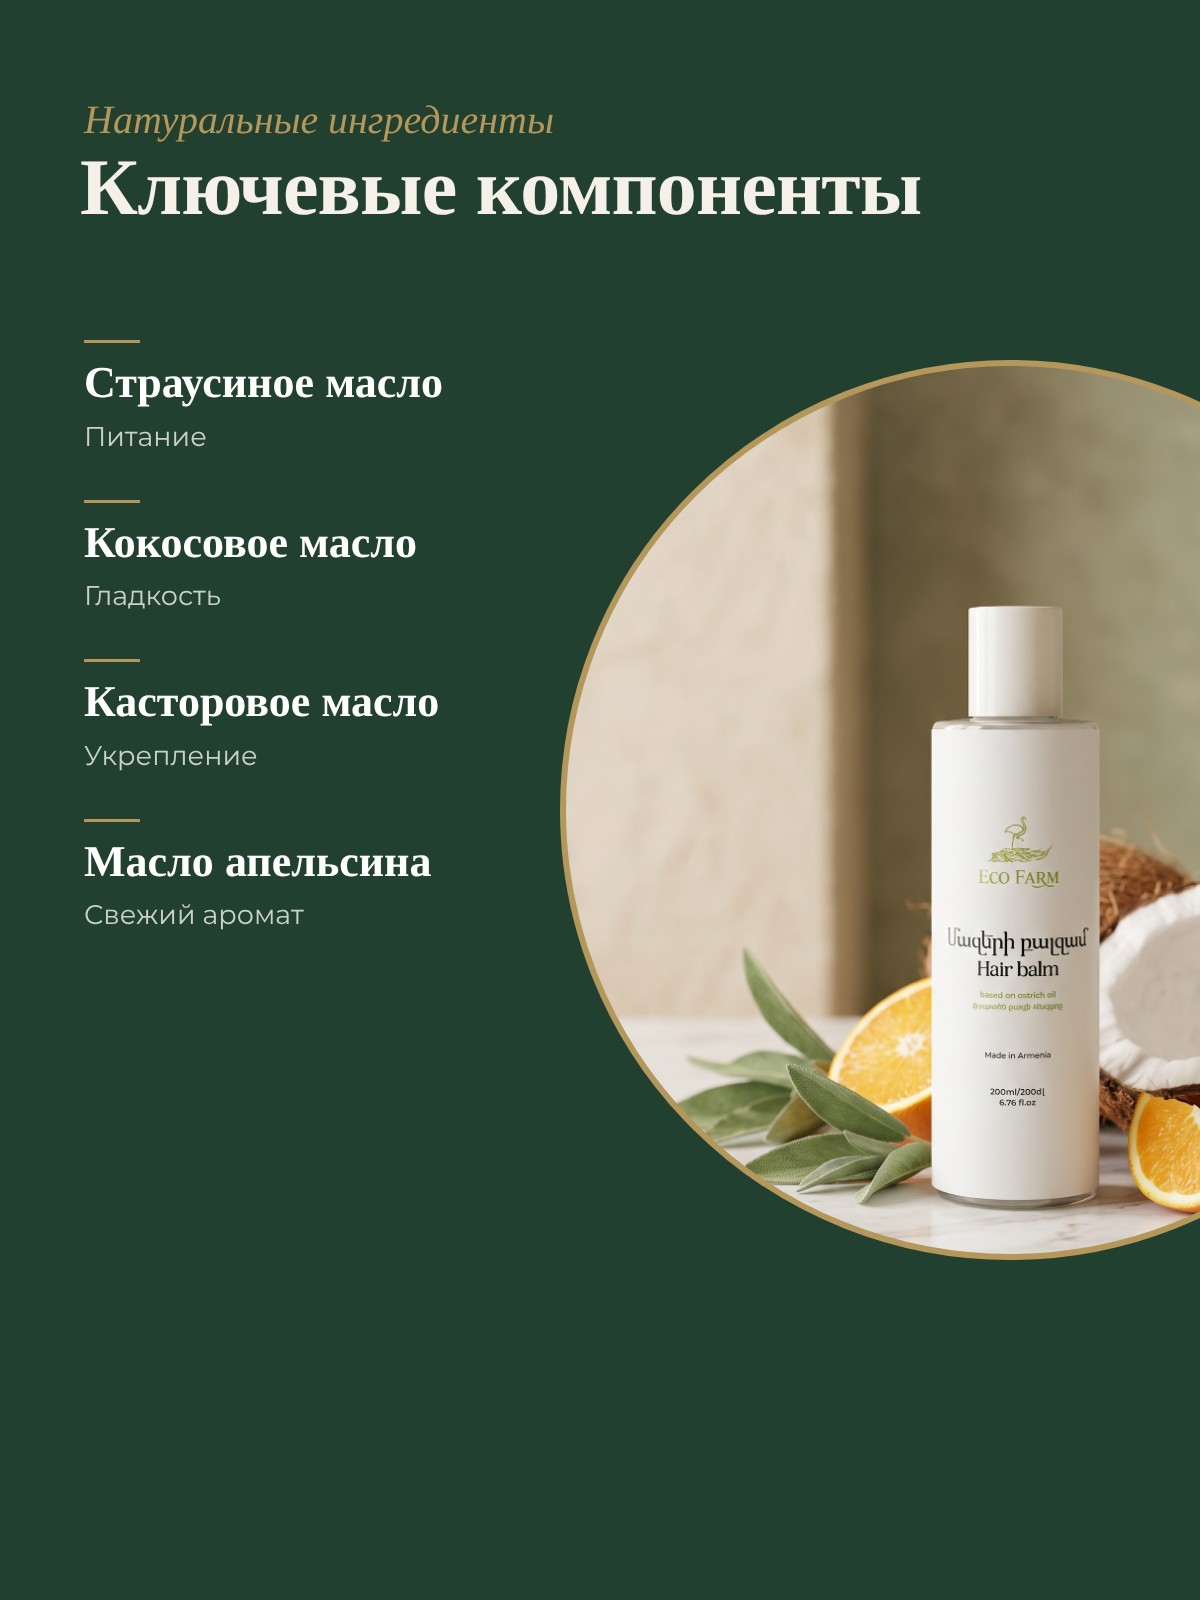 Натуральные ингредиенты
Ключевые компоненты
Страусиное масло
Питание
Кокосовое масло
Гладкость
Касторовое масло
Укрепление
Масло апельсина
Свежий аромат
ECO FARM
Մազերի բալզամ
Hair balm
based on ostrich oil
Made in Armenia
200ml/200մլ
6.76 fl.oz